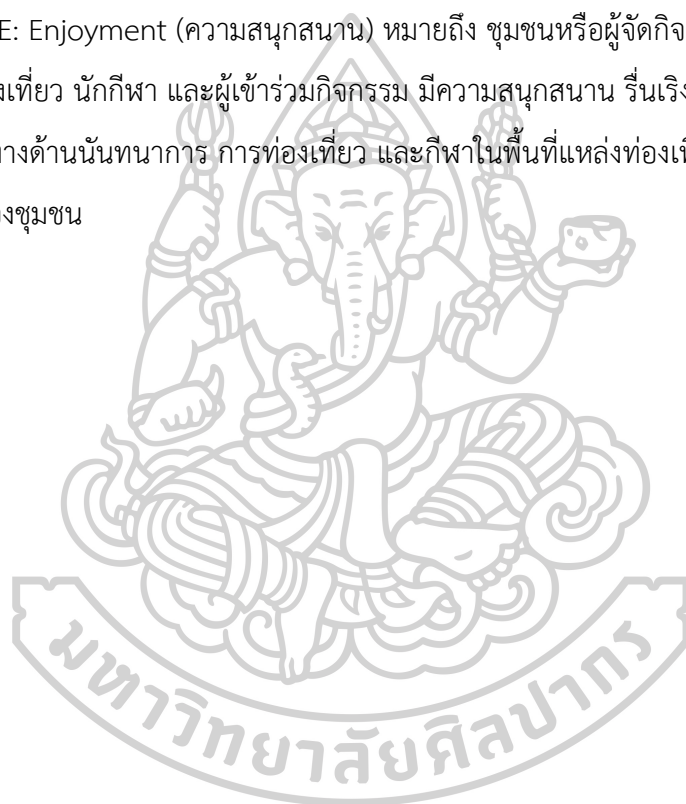 E: Enjoyment (ความสนุกสนาน) หมายถึง ชุมชนหรือผู้จัดกิจ
งเที่ยว นักกีฬา และผู้เข้าร่วมกิจกรรม มีความสนุกสนาน รื่นเริง
ทางด้านนันทนาการ การท่องเที่ยว และกีฬาในพื้นที่แหล่งท่องเที่
องชุมชน
มหาวิทยาลัยศิลปากร